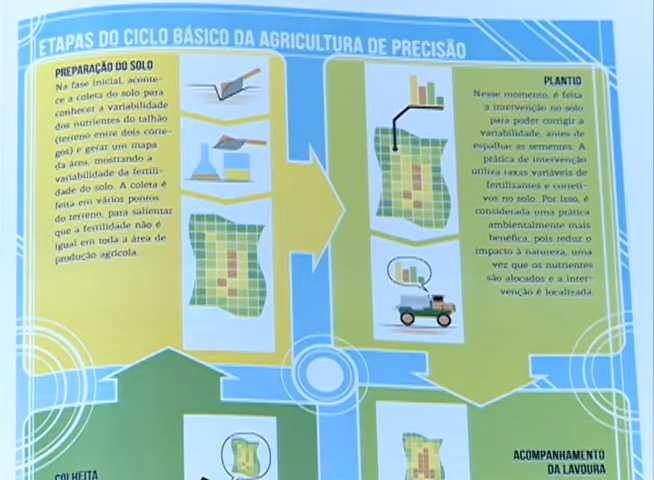 ETAPAS DO CICLO BÁSICO DA AGRICULTURA DE PRECISÃO
PREPARAÇÃO DO SOLO
Na fase inicial, aconte-
ce a coleta do solo para
conhecer a variabilidade
dos nutrientes do talhão
(terreno entre dois córre-
gos) e gerar um mapa
da área, mostrando a
variabilidade da fertili-
dade do solo. A coleta é
feita em vários pontos
do terreno, para salientar
que a fertilidade não é
igual em toda a área de
produção agrícola.
PLANTIO
Nesse momento, é feita
a intervenção no solo
para poder corrigir a
variabilidade, antes de
espalhar as sementes. A
prática de intervenção
utiliza taxas variáveis de
fertilizantes e correti-
vos no solo. Por isso, é
considerada uma prática
ambientalmente mais
benéfica, pois reduz o
impacto à natureza, uma
vez que os nutrientes
são alocados e a inter-
venção é localizada.
COLHEITA
ACOMPANHAMENTO
DA LAVOURA